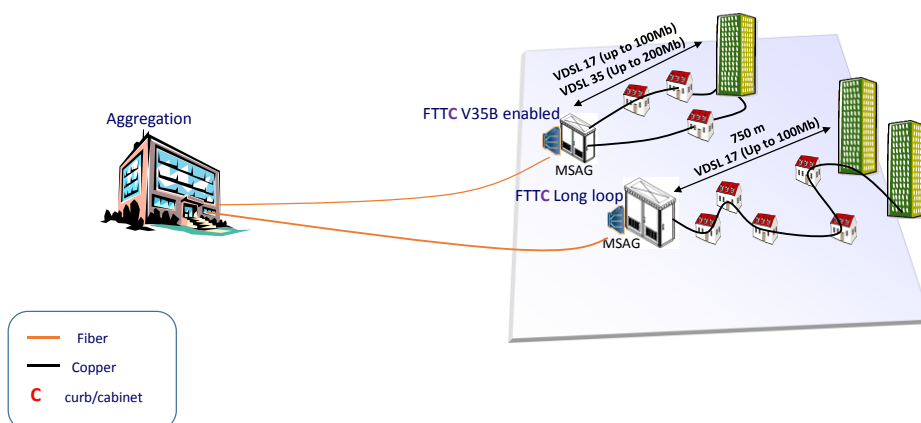 VDSL 17 (up to 100Mb)
VDSL 35 (Up to 200Mb)
Aggregation
FTTC V35B enabled
MSAG
750 m
VDSL 17 (Up to 100Mb)
FTTC Long loop
MSAG
Fiber
Copper
C curb/cabinet